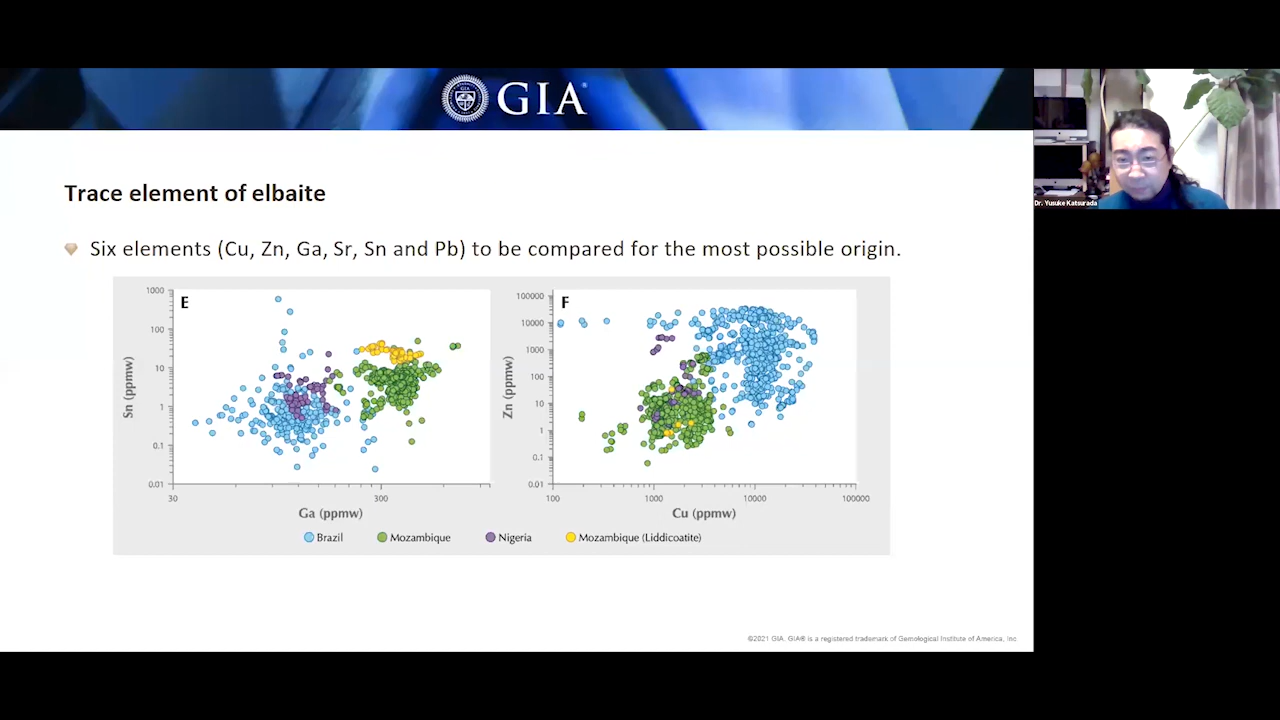 GIA
Trace element of elbaite
Six elements (Cu, Zn, Ga, Sr, Sn and Pb) to be compared for the most possible origin.
E
1000
100
10
1
0.1
0.01
Sn (ppmw)
30
300
Ga (ppmw)
F
100000
10000
1000
100
10
1
0.1
0.01
Zn (ppmw)
100
1000
10000
100000
Cu (ppmw)
Brazil
Mozambique
Nigeria
Mozambique (Liddicoatite)
©2021 GIA. GIA® is a registered trademark of Gemological Institute of America, Inc
Dr. Yusuke Katsurada